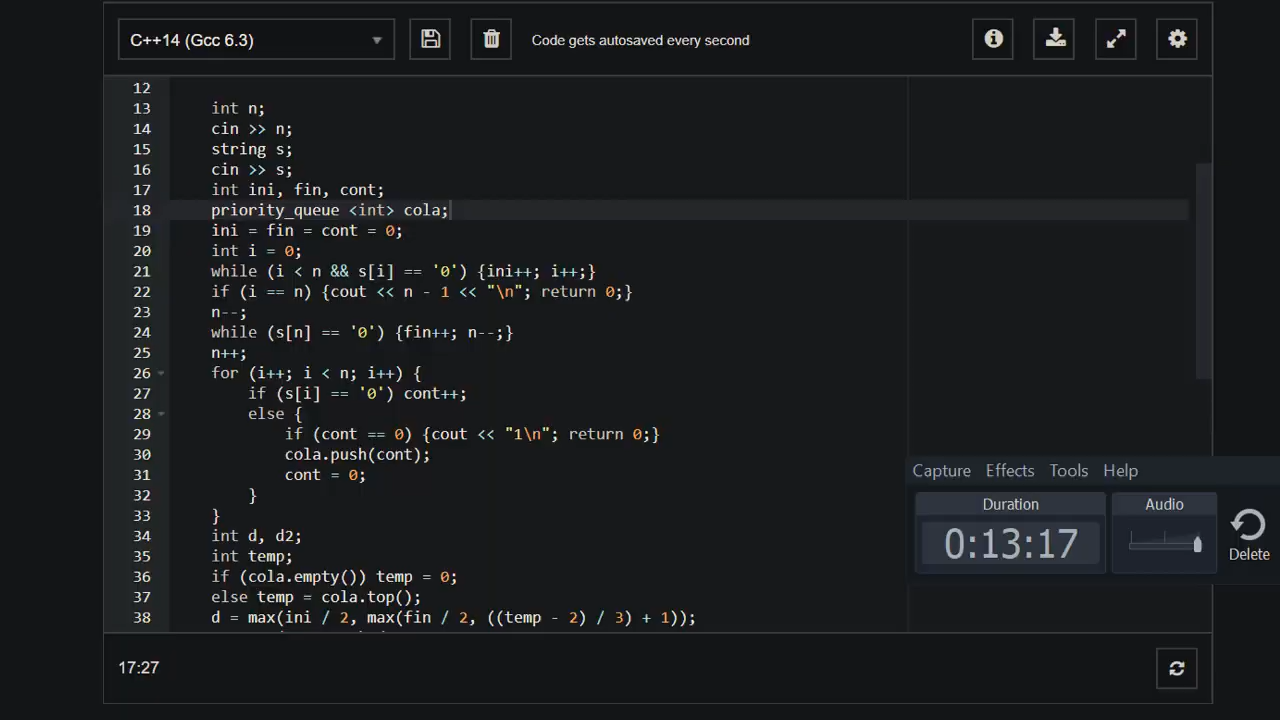 C++14 (Gcc 6.3)
Code gets autosaved every second
12
13 int n;
14 cin >> n;
15 string s;
16 cin >> s;
17 int ini, fin, cont;
18 priority_queue <int> cola;
19 ini = fin = cont = 0;
20 int i = 0;
21 while (i < n && s[i] == '0') {ini++; i++;}
22 if (i == n) {cout << n - 1 << "\n"; return 0;}
23 n--;
24 while (s[n] == '0') {fin++; n--;}
25 n++;
26 for (i++; i < n; i++) {
27 if (s[i] == '0') cont++;
28 else {
29 if (cont == 0) {cout << "1\n"; return 0;}
30 cola.push(cont);
31 cont = 0;
32 }
33 }
34 int d, d2;
35 int temp;
36 if (cola.empty()) temp = 0;
37 else temp = cola.top();
38 d = max(ini / 2, max(fin / 2, ((temp - 2) / 3) + 1));
17:27
Capture Effects Tools Help
Duration
Audio
0:13:17
Delete